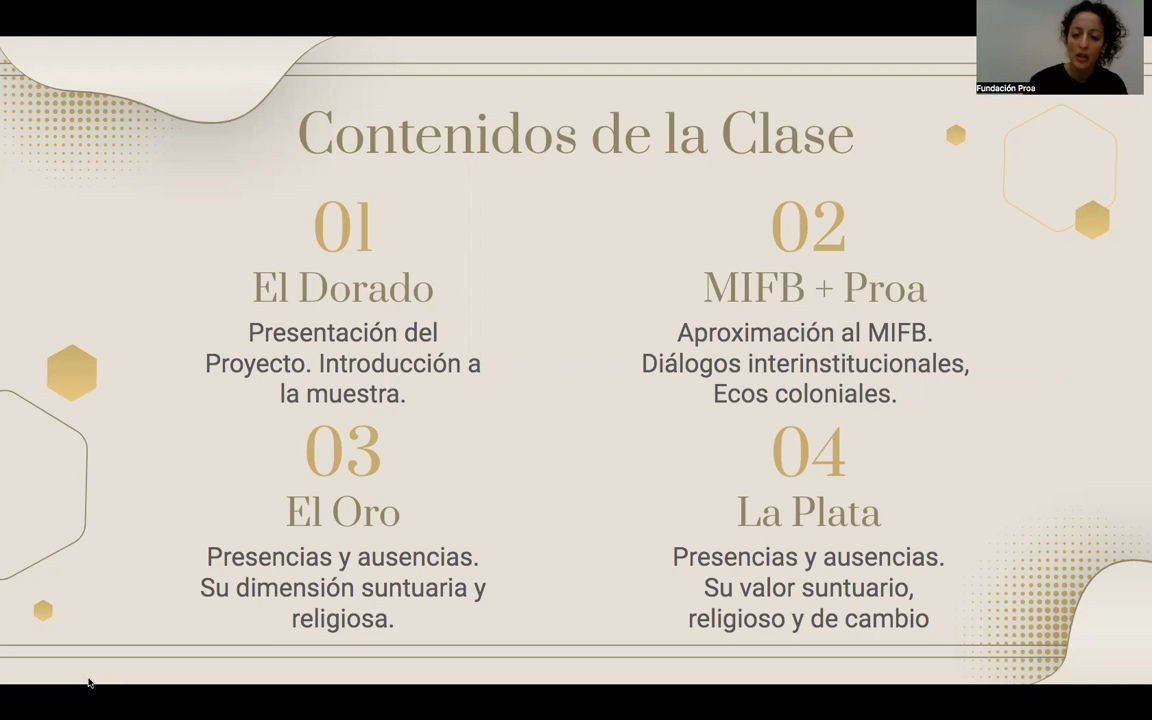 Fundación Proa
Contenidos de la Clase
01
El Dorado
Presentación del
Proyecto. Introducción a
la muestra.
02
MIFB + Proa
Aproximación al MIFB.
Diálogos interinstitucionales,
Ecos coloniales.
03
El Oro
Presencias y ausencias.
Su dimensión suntuaria y
religiosa.
04
La Plata
Presencias y ausencias.
Su valor suntuario,
religioso y de cambio